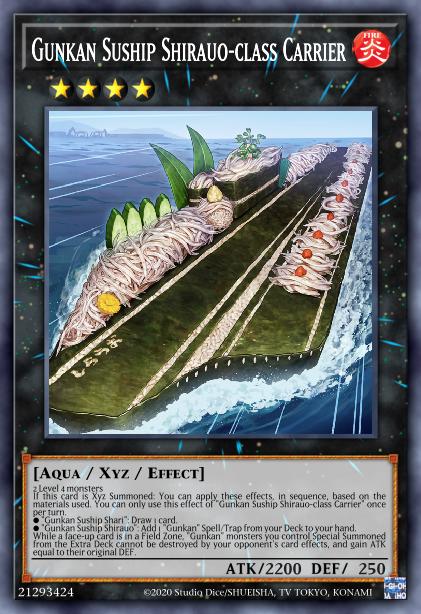 GUNKAN SUSHIP SHIRAUO-CLASS CARRIER
FIRE
炎
しらうお
[AQUA / XYZ / EFFECT]
2 Level 4 monsters
If this card is Xyz Summoned: You can apply these effects, in sequence, based on the
materials used. You can only use this effect of "Gunkan Suship Shirauo-class Carrier" once
per turn.
● "Gunkan Suship Shari": Draw 1 card.
● "Gunkan Suship Shirauo": Add 1 "Gunkan" Spell/Trap from your Deck to your hand.
While a face-up card is in a Field Zone, "Gunkan" monsters you control Special Summoned
from the Extra Deck cannot be destroyed by your opponent's card effects, and gain ATK
equal to their original DEF.
ATK/2200 DEF/ 250
21293424
©2020 Studio Dice/SHUEISHA, TV TOKYO, KONAMI